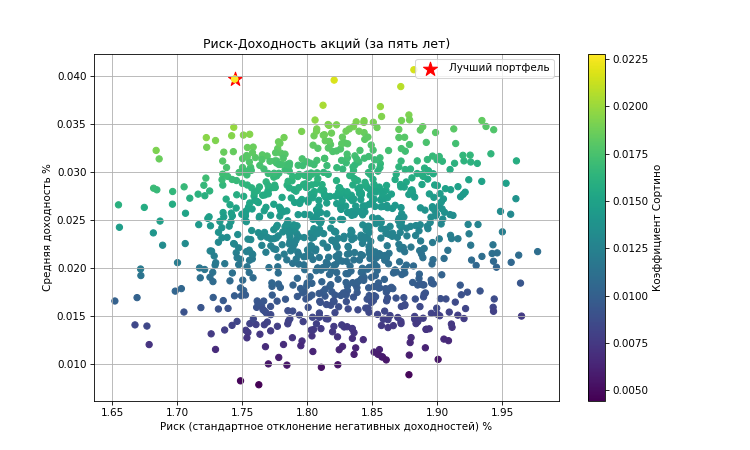 Риск-Доходность акций (за пять лет)
Лучший портфель
Средняя доходность %
0.040
0.035
0.030
0.025
0.020
0.015
0.010
1.65 1.70 1.75 1.80 1.85 1.90 1.95
Риск (стандартное отклонение негативных доходностей) %
0.0225
0.0200
0.0175
0.0150
0.0125
0.0100
0.0075
0.0050
Коэффициент Сортино